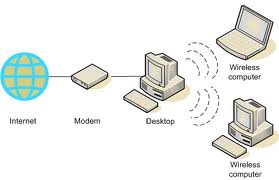 Wireless
computer
Internet
Modem
Desktop
Wireless
computer